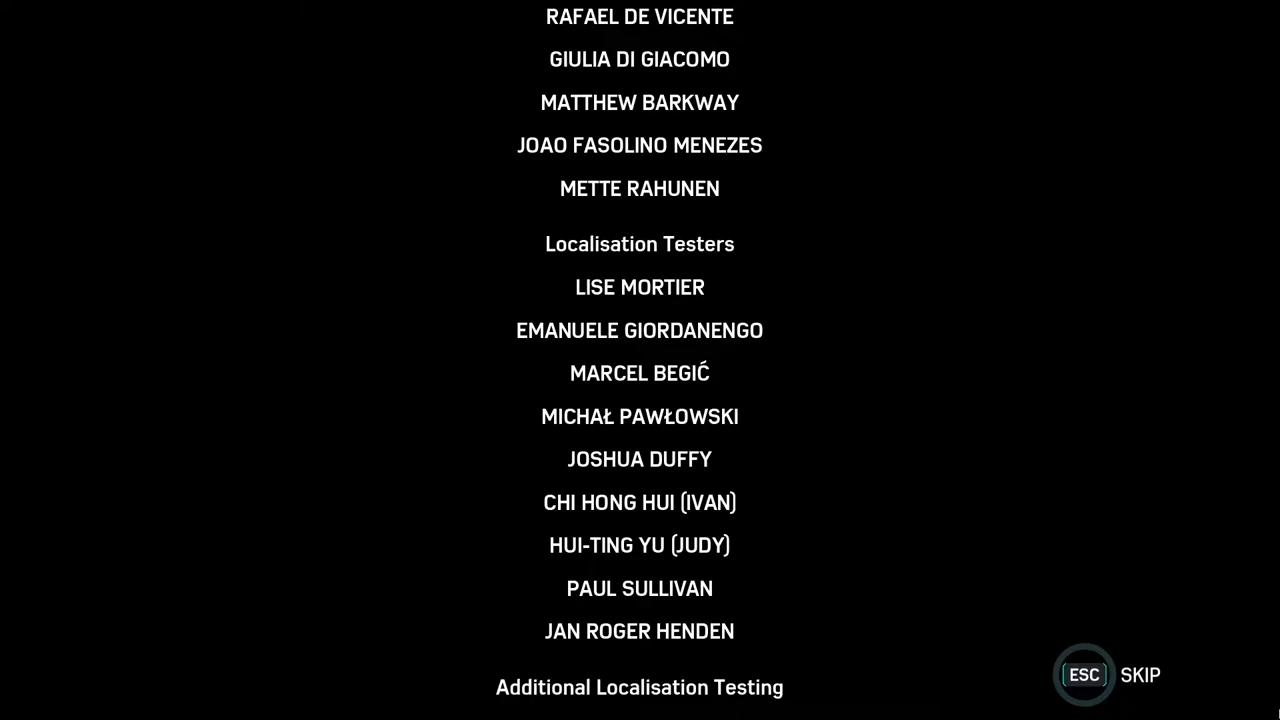 RAFAEL DE VICENTE
GIULIA DI GIACOMO
MATTHEW BARKWAY
JOAO FASOLINO MENEZES
METTE RAHUNEN
Localisation Testers
LISE MORTIER
EMANUELE GIORDANENGO
MARCEL BEGIĆ
MICHAŁ PAWŁOWSKI
JOSHUA DUFFY
CHI HONG HUI (IVAN)
HUI-TING YU (JUDY)
PAUL SULLIVAN
JAN ROGER HENDEN
Additional Localisation Testing
ESC SKIP